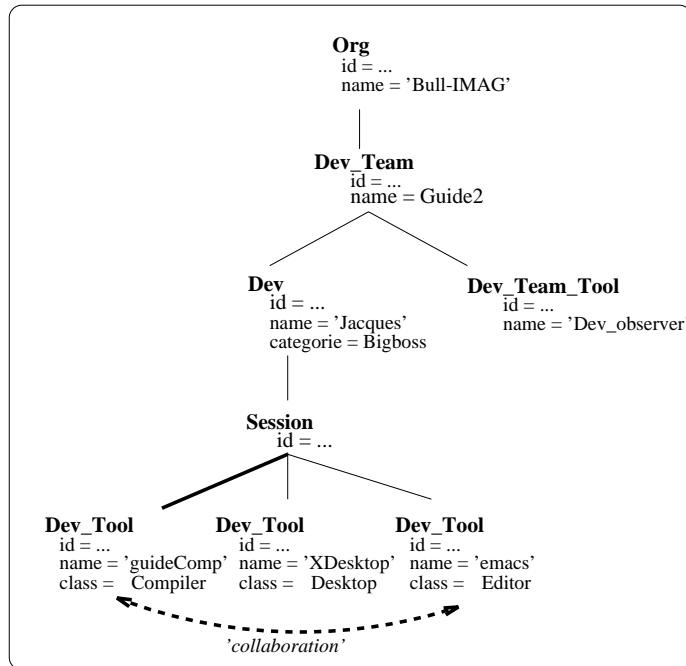 Org
id = ...
name = ’Bull-IMAG’
Dev_Team
id = ...
name = Guide2
Dev
id = ...
name = ’Jacques’
categorie = Bigboss
Dev_Team_Tool
id = ...
name = ’Dev_observer’
Session
id = ...
Dev_Tool
id = ...
name = ’guideComp’
class = Compiler
Dev_Tool
id = ...
name = ’XDesktop’
class = Desktop
Dev_Tool
id = ...
name = ’emacs’
class = Editor
’collaboration’